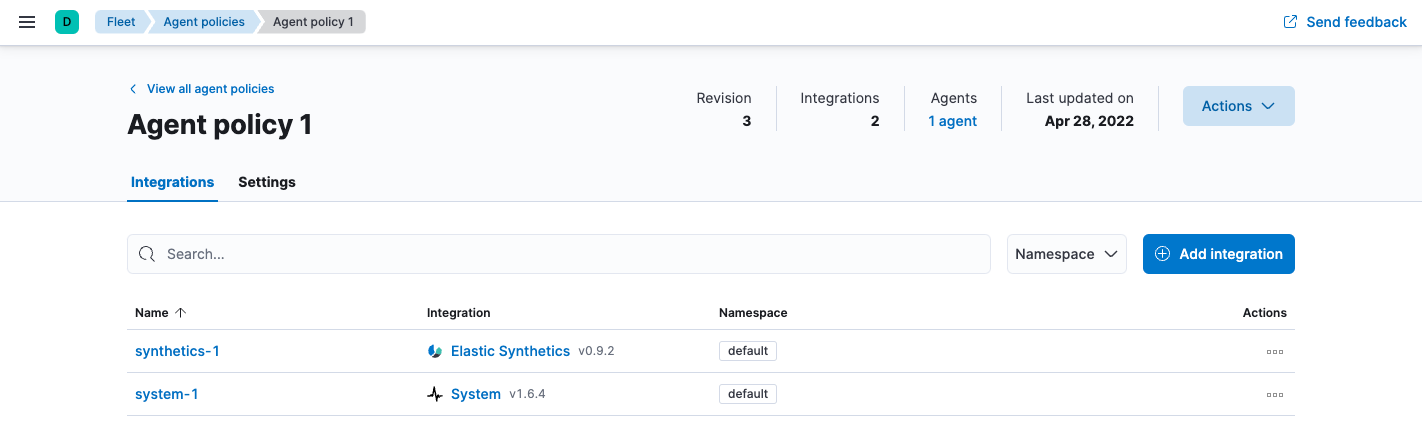 D Fleet Agent policies Agent policy 1 Send feedback
View all agent policies
Agent policy 1
Revision Integrations Agents Last updated on
3 2 1 agent Apr 28, 2022
Actions
Integrations Settings
Search... Namespace Add integration
Name Integration Namespace Actions
synthetics-1 Elastic Synthetics v0.9.2 default
system-1 System v1.6.4 default